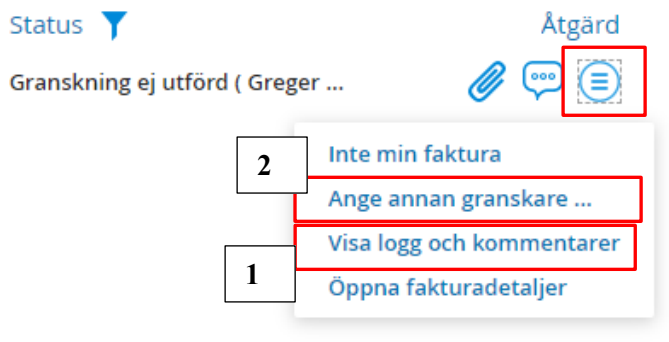 Status Åtgärd
Granskning ej utförd ( Greger ...
Inte min faktura
2
Ange annan granskare ...
Visa logg och kommentarer
1
Öppna fakturadetaljer